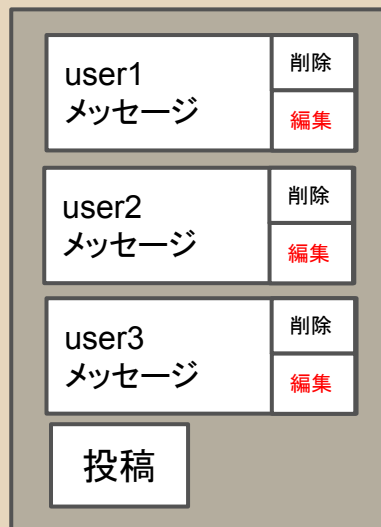 user1
メッセージ
削除
編集
user2
メッセージ
削除
編集
user3
メッセージ
削除
編集
投稿